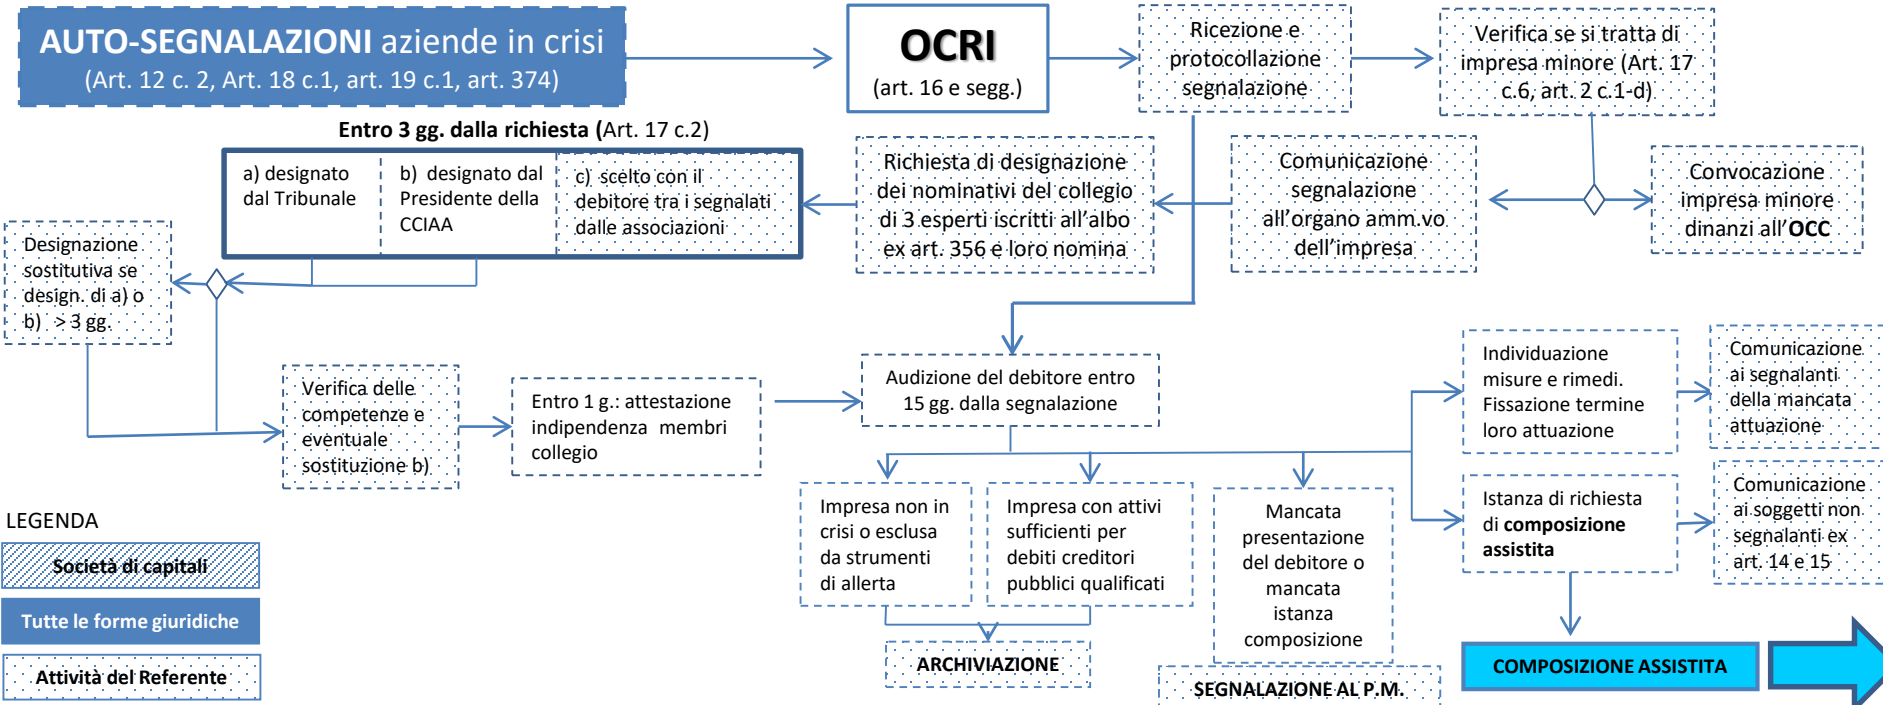 AUTO-SEGNALAZIONI aziende in crisi
(Art. 12 c. 2, Art. 18 c.1, art. 19 c.1, art. 374)
OCRI
(art. 16 e segg.)
Ricezione e
protocollazione
segnalazione
Verifica se si tratta di
impresa minore (Art. 17
c.6, art. 2 c.1-d)
Entro 3 gg. dalla richiesta (Art. 17 c.2)
a) designato
dal Tribunale
b) designato dal
Presidente della
CCIAA
c) scelto con il
debitore tra i segnalati
dalle associazioni
Richiesta di designazione
dei nominativi del collegio
di 3 esperti iscritti all'albo
ex art. 356 e loro nomina
Comunicazione
segnalazione
all'organo amm.vo
dell'impresa
Convocazione
impresa minore
dinanzi all'OCC
Designazione
sostitutiva se
design. di a) o
b) > 3 gg.
Verifica delle
competenze e
eventuale
sostituzione b)
Entro 1 g.: attestazione
indipendenza membri
collegio
Audizione del debitore entro
15 gg. dalla segnalazione
Individuazione
misure e rimedi.
Fissazione termine
loro attuazione
Comunicazione
ai segnalanti
della mancata
attuazione
Impresa non in
crisi o esclusa
da strumenti
di allerta
Impresa con attivi
sufficienti per
debiti creditori
pubblici qualificati
Mancata
presentazione
del debitore o
mancata
istanza
composizione
Istanza di richiesta
di composizione
assistita
Comunicazione
ai soggetti non
segnalanti ex
art. 14 e 15
LEGENDA
Società di capitali
Tutte le forme giuridiche
Attività del Referente
ARCHIVIAZIONE
SEGNALAZIONE AL P.M.
COMPOSIZIONE ASSISTITA